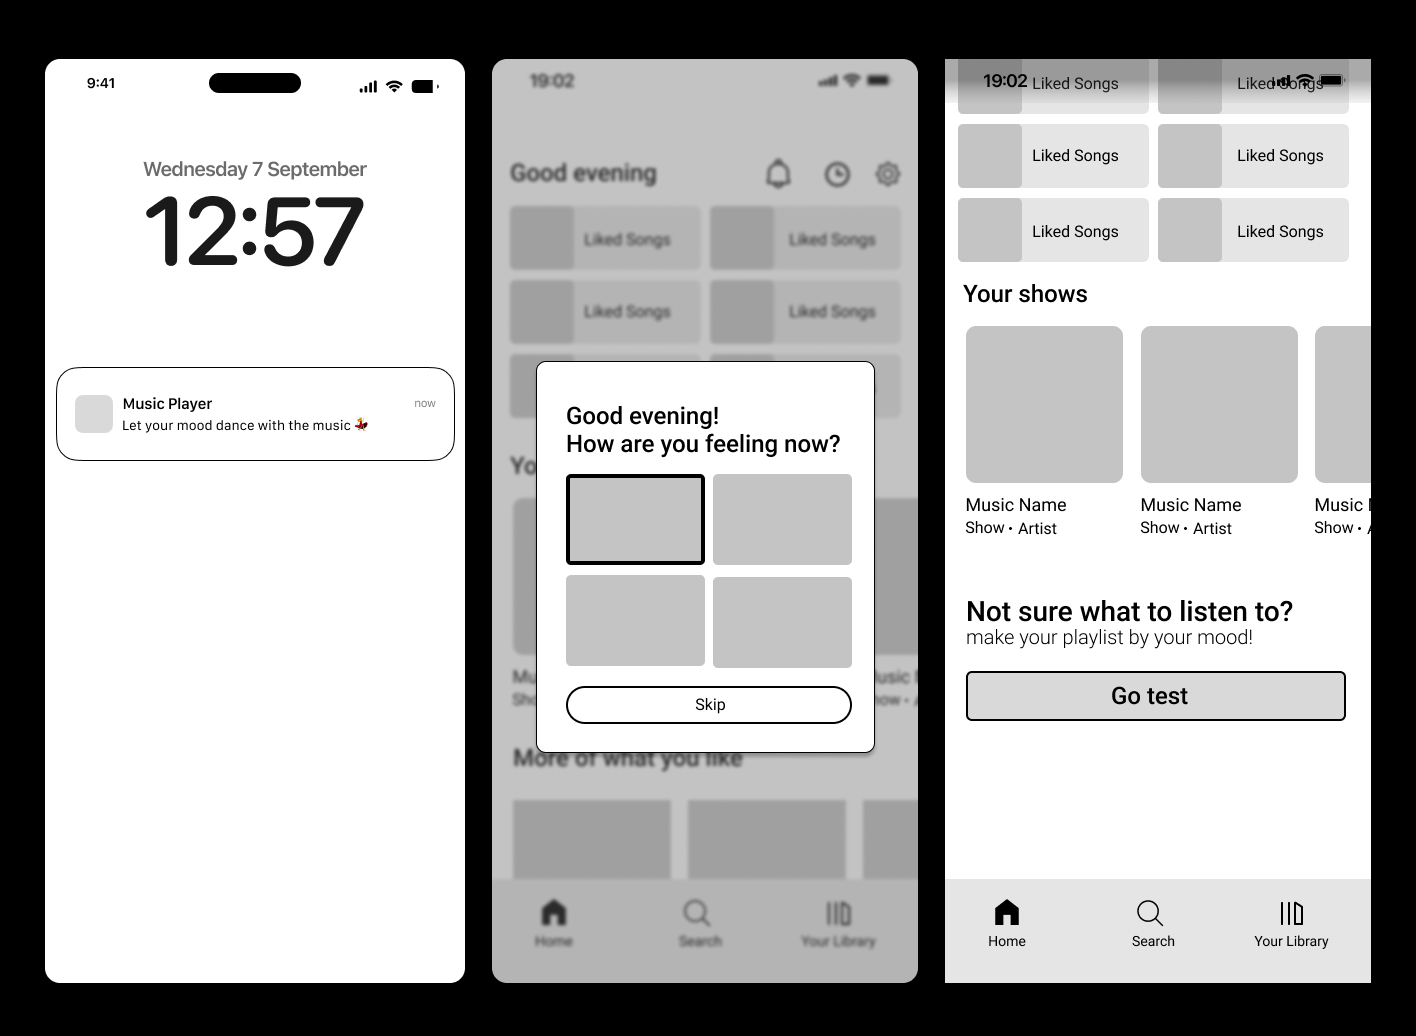 9:41
Wednesday 7 September
12:57
Music Player
now
Let your mood dance with the music 💃
19:02
Good evening
Liked Songs
Liked Songs
Liked Songs
Liked Songs
Yo
Good evening!
How are you feeling now?
Skip
Mu
Music
Sho
how • A
More of what you like
Home
Search
Your Library
19:02
Liked Songs
Liked Songs
Liked Songs
Liked Songs
Liked Songs
Liked Songs
Your shows
Music Name
Music Name
Music
Show • Artist
Show • Artist
Show •
Not sure what to listen to?
make your playlist by your mood!
Go test
Home
Search
Your Library